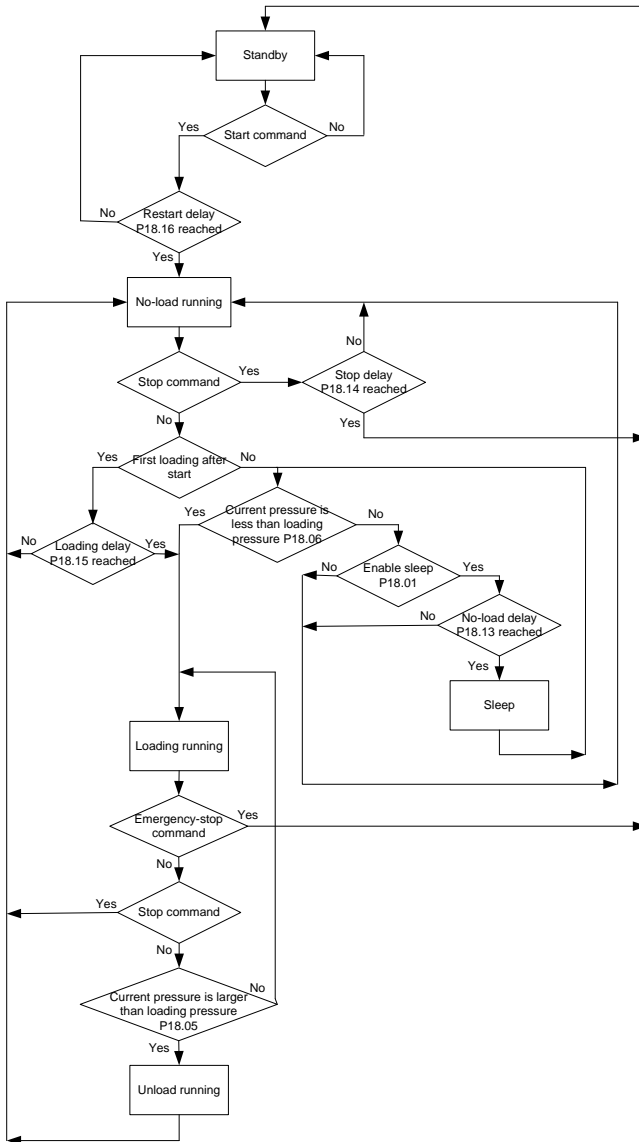 Standby
Start command
Yes
No
Restart delay
P18.16 reached
No
Yes
No-load running
No
Stop command
Yes
Stop delay
P18.14 reached
No
Yes
Yes
First loading after
start
No
Yes
Current pressure is
less than loading
pressure P18.06
No
No
Loading delay
P18.15 reached
Yes
No
Enable sleep
P18.01
Yes
No
No-load delay
P18.13 reached
Yes
Sleep
Loading running
Emergency-stop
command
Yes
No
Yes
Stop command
No
Current pressure is larger
than loading pressure
P18.05
No
Yes
Unload running